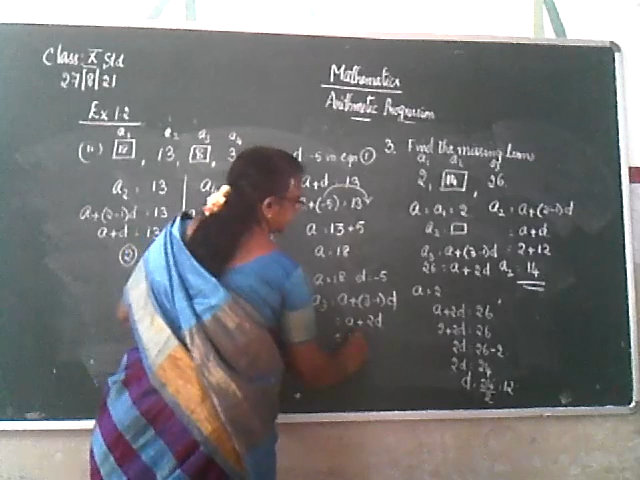 Class: X Std
27/8/21
Mathematics
Arithmetic Progression
Ex 1.2
a1 a2 a3 a4
(ii) 18, 13, 8, 3
a2 = 13
a+(2-1)d = 13
a+d = 13
②
d -5 in eqn ①
a+d = 13
+(-5) = 13
a = 13+5
a = 18
a=18 d=-5
a3 = a+(3-1)d
= a+2d
3. Find the missing terms
a1 a2 a3
2, 14, 26
a = a1 = 2
a2 = □
a3 = a+(3-1)d
26 = a+2d
a = 2
a+2d = 26
2+2d = 26
2d = 26-2
2d = 24
d = 24/2 = 12
a2 = a+(2-1)d
= a+d
= 2+12
a2 = 14